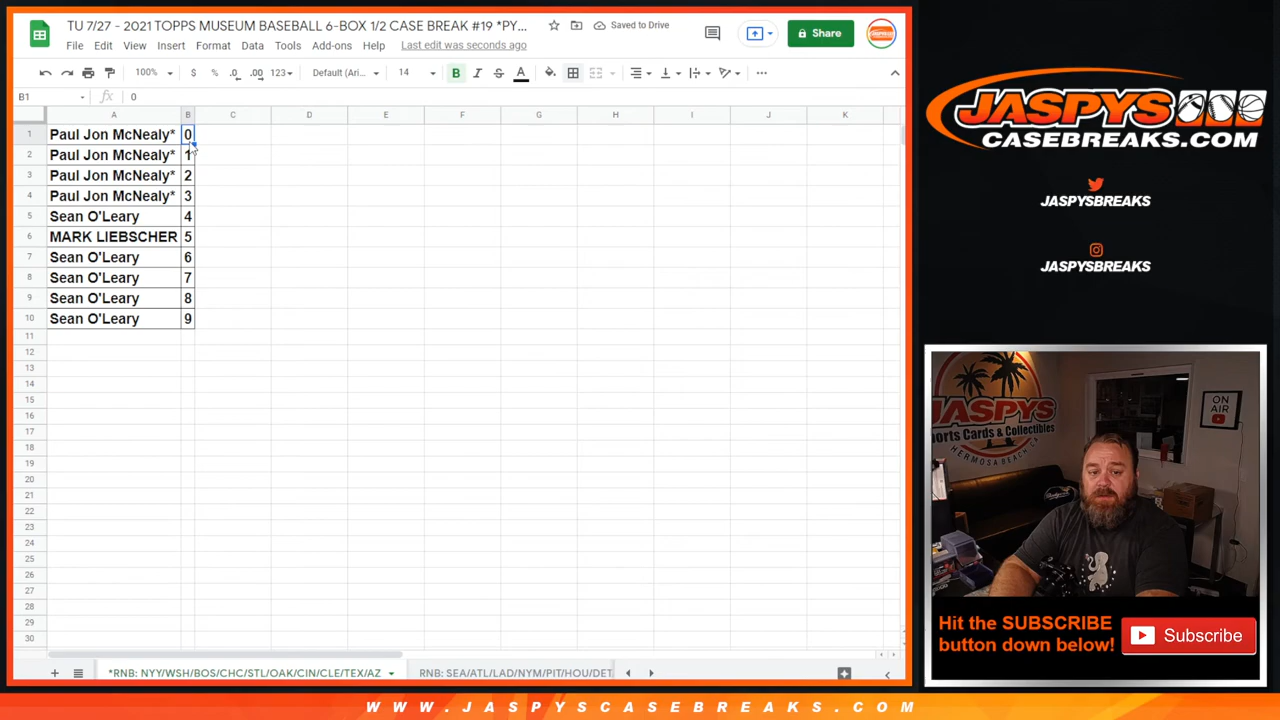 TU 7/27 - 2021 TOPPS MUSEUM BASEBALL 6-BOX 1/2 CASE BREAK #19 *PY...
Saved to Drive
File Edit View Insert Format Data Tools Add-ons Help Last edit was seconds ago
Share
100% $ % .0 .00 123 Default (Ari... 14 B I S A
B1 fx 0
A B C D E F G H I J K
1 Paul Jon McNealy* 0
2 Paul Jon McNealy* 1
3 Paul Jon McNealy* 2
4 Paul Jon McNealy* 3
5 Sean O'Leary 4
6 MARK LIEBSCHER 5
7 Sean O'Leary 6
8 Sean O'Leary 7
9 Sean O'Leary 8
10 Sean O'Leary 9
11
12
13
14
15
16
17
18
19
20
21
22
23
24
25
26
27
28
29
30
*RNB: NYY/WSH/BOS/CHC/STL/OAK/CIN/CLE/TEX/AZ
RNB: SEA/ATL/LAD/NYM/PIT/HOU/DET
JASPYS
CASEBREAKS.COM
JASPYSBREAKS
JASPYSBREAKS
JASPYS
Sports Cards & Collectibles
HERMOSA BEACH, CA
ON
AIR
Hit the SUBSCRIBE
button down below!
Subscribe
WWW.JASPYSCASEBREAKS.COM